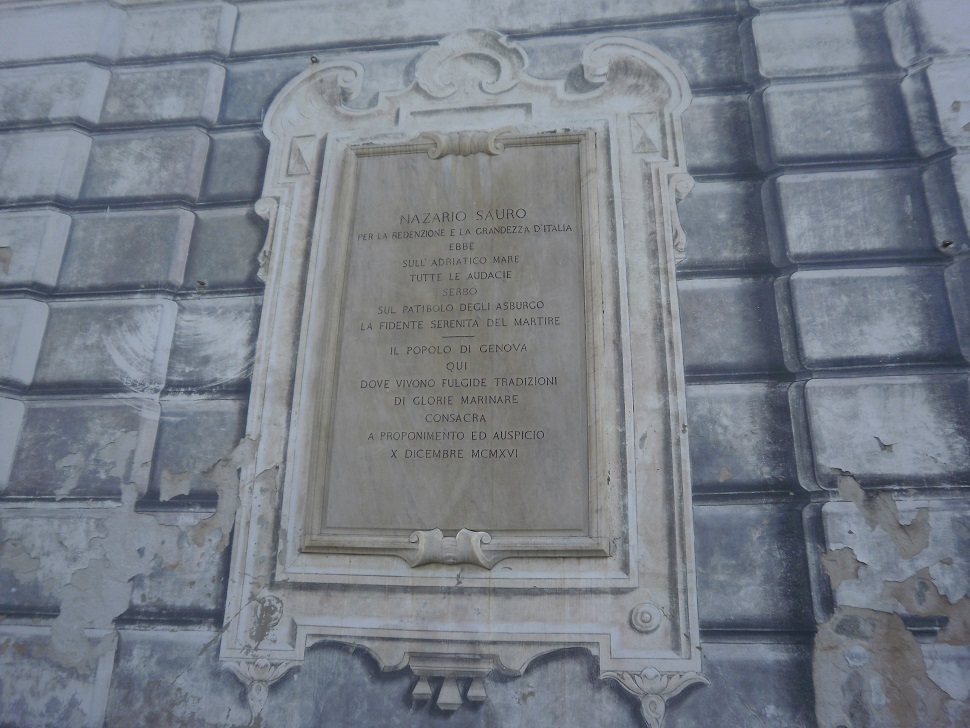 NAZARIO SAURO
PER LA REDENZIONE E LA GRANDEZZA D'ITALIA
EBBE
SULL'ADRIATICO MARE
TUTTE LE AUDACIE
SERBO
SUL PATIBOLO DEGLI ASBURGO
LA FIDENTE SERENITA DEL MARTIRE
IL POPOLO DI GENOVA
QUI
DOVE VIVONO FULGIDE TRADIZIONI
DI GLORIE MARINARE
CONSACRA
A PROPONIMENTO ED AUSPICIO
X DICEMBRE MCMXVI